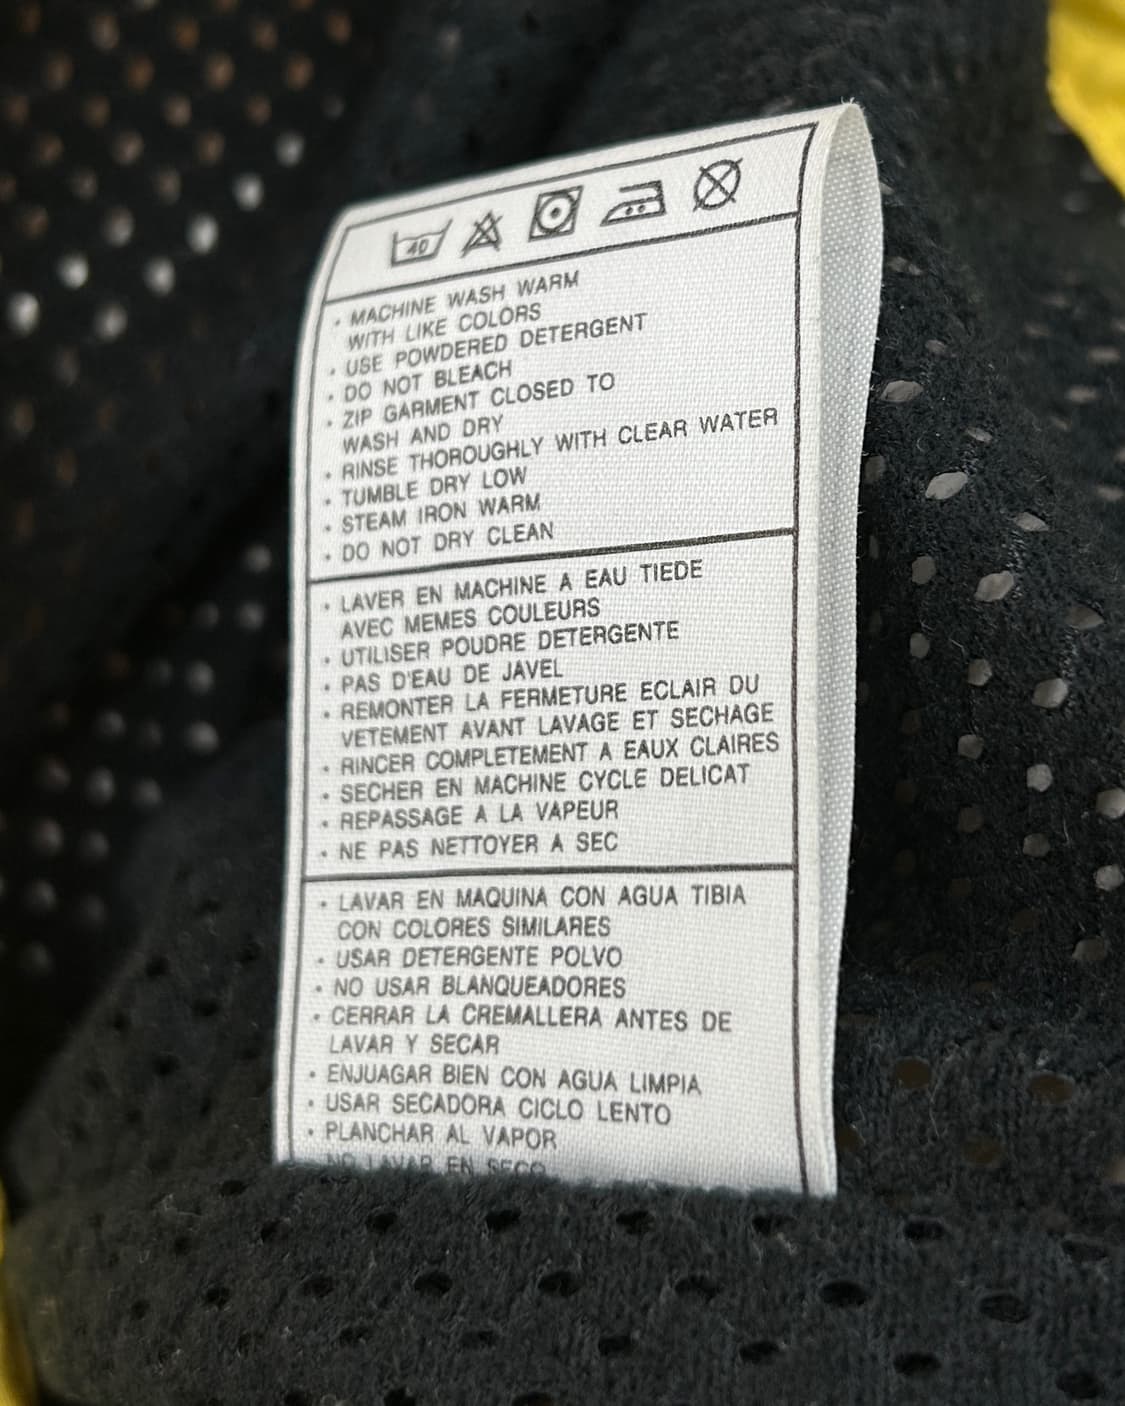 40
• MACHINE WASH WARM
WITH LIKE COLORS
• USE POWDERED DETERGENT
• DO NOT BLEACH
• ZIP GARMENT CLOSED TO
WASH AND DRY
• RINSE THOROUGHLY WITH CLEAR WATER
• TUMBLE DRY LOW
• STEAM IRON WARM
• DO NOT DRY CLEAN
• LAVER EN MACHINE A EAU TIEDE
AVEC MEMES COULEURS
• UTILISER POUDRE DETERGENTE
• PAS D'EAU DE JAVEL
• REMONTER LA FERMETURE ECLAIR DU
VETEMENT AVANT LAVAGE ET SECHAGE
• RINCER COMPLETEMENT A EAUX CLAIRES
• SECHER EN MACHINE CYCLE DELICAT
• REPASSAGE A LA VAPEUR
• NE PAS NETTOYER A SEC
• LAVAR EN MAQUINA CON AGUA TIBIA
CON COLORES SIMILARES
• USAR DETERGENTE POLVO
• NO USAR BLANQUEADORES
• CERRAR LA CREMALLERA ANTES DE
LAVAR Y SECAR
• ENJUAGAR BIEN CON AGUA LIMPIA
• USAR SECADORA CICLO LENTO
• PLANCHAR AL VAPOR
NO LAVAR EN SECO